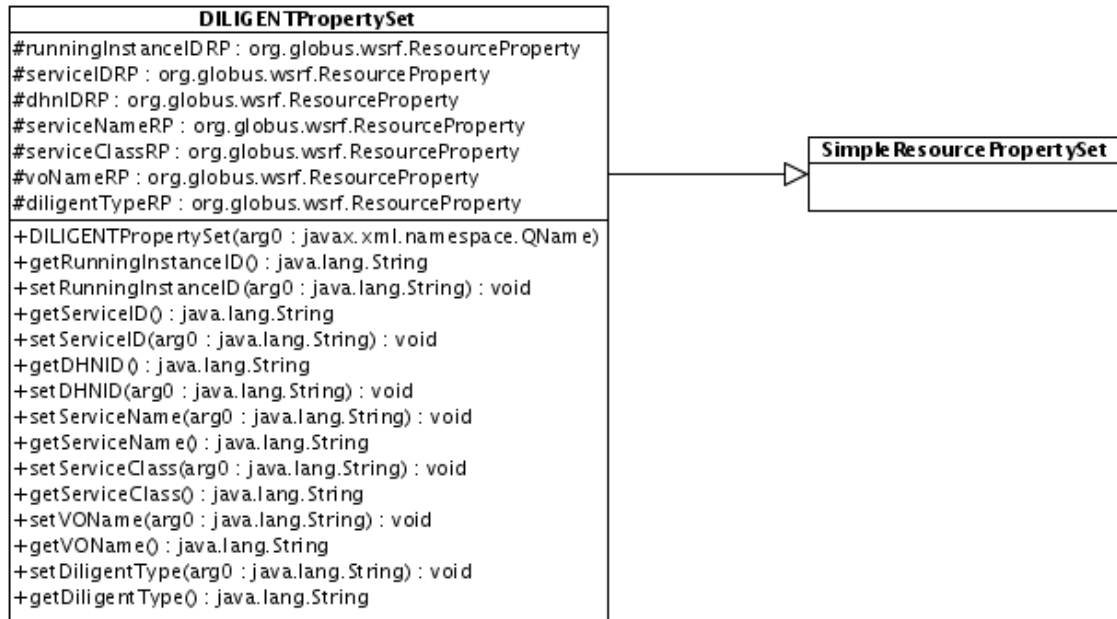 DILIGENTPropertySet
#runningInstanceIDRP : org.globus.wsrf.ResourceProperty
#serviceIDRP : org.globus.wsrf.ResourceProperty
#dhnIDRP : org.globus.wsrf.ResourceProperty
#serviceNameRP : org.globus.wsrf.ResourceProperty
#serviceClassRP : org.globus.wsrf.ResourceProperty
#voNameRP : org.globus.wsrf.ResourceProperty
#diligentTypeRP : org.globus.wsrf.ResourceProperty
+DILIGENTPropertySet(arg0 : javax.xml.namespace.QName)
+getRunningInstanceID() : java.lang.String
+setRunningInstanceID(arg0 : java.lang.String) : void
+getServiceID() : java.lang.String
+setServiceID(arg0 : java.lang.String) : void
+getDHNID() : java.lang.String
+setDHNID(arg0 : java.lang.String) : void
+setServiceName(arg0 : java.lang.String) : void
+getServiceName() : java.lang.String
+setServiceClass(arg0 : java.lang.String) : void
+getServiceClass() : java.lang.String
+setVOName(arg0 : java.lang.String) : void
+getVOName() : java.lang.String
+setDiligentType(arg0 : java.lang.String) : void
+getDiligentType() : java.lang.String
SimpleResourcePropertySet